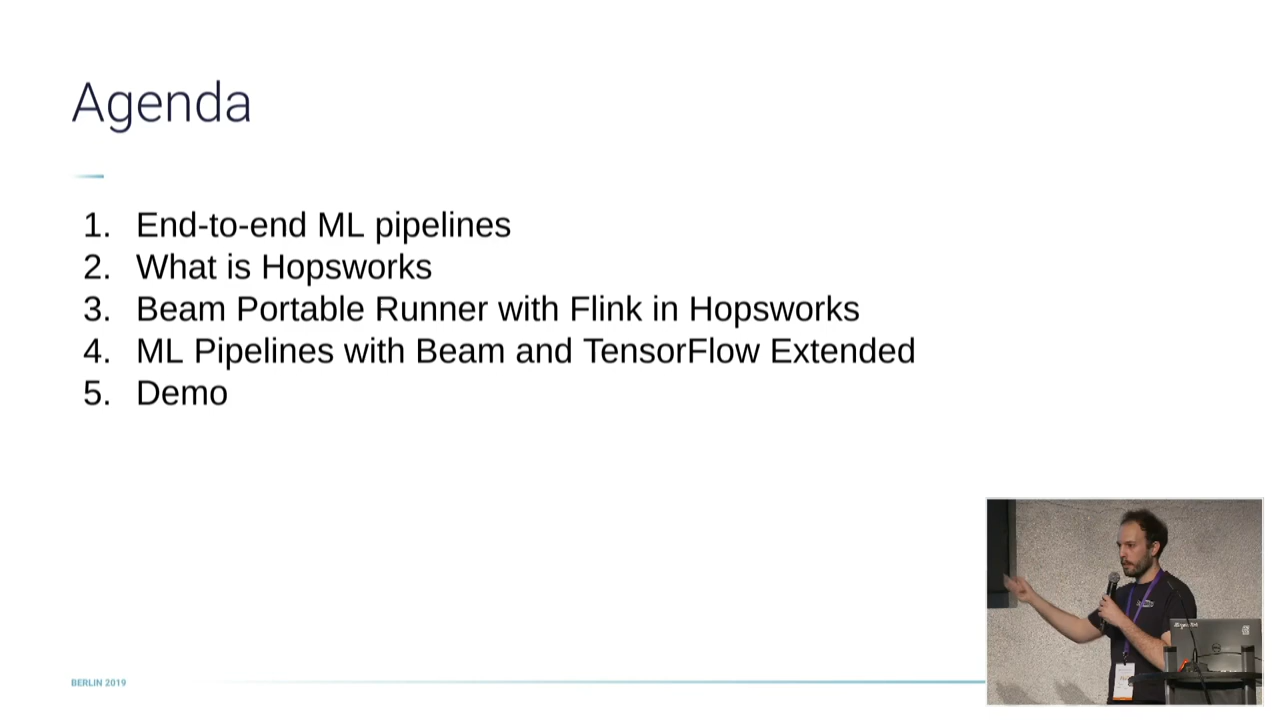 Agenda
1. End-to-end ML pipelines
2. What is Hopsworks
3. Beam Portable Runner with Flink in Hopsworks
4. ML Pipelines with Beam and TensorFlow Extended
5. Demo
BERLIN 2019